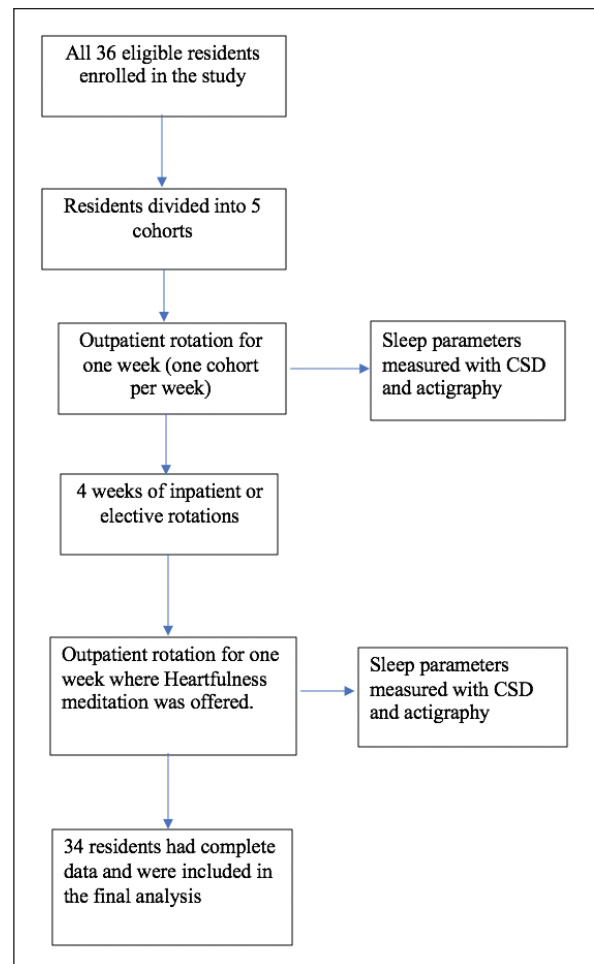 All 36 eligible residents
enrolled in the study
Residents divided into 5
cohorts
Outpatient rotation for
one week (one cohort
per week)
Sleep parameters
measured with CSD
and actigraphy
4 weeks of inpatient or
elective rotations
Outpatient rotation for one
week where Heartfulness
meditation was offered.
Sleep parameters
measured with CSD
and actigraphy
34 residents had complete
data and were included in
the final analysis